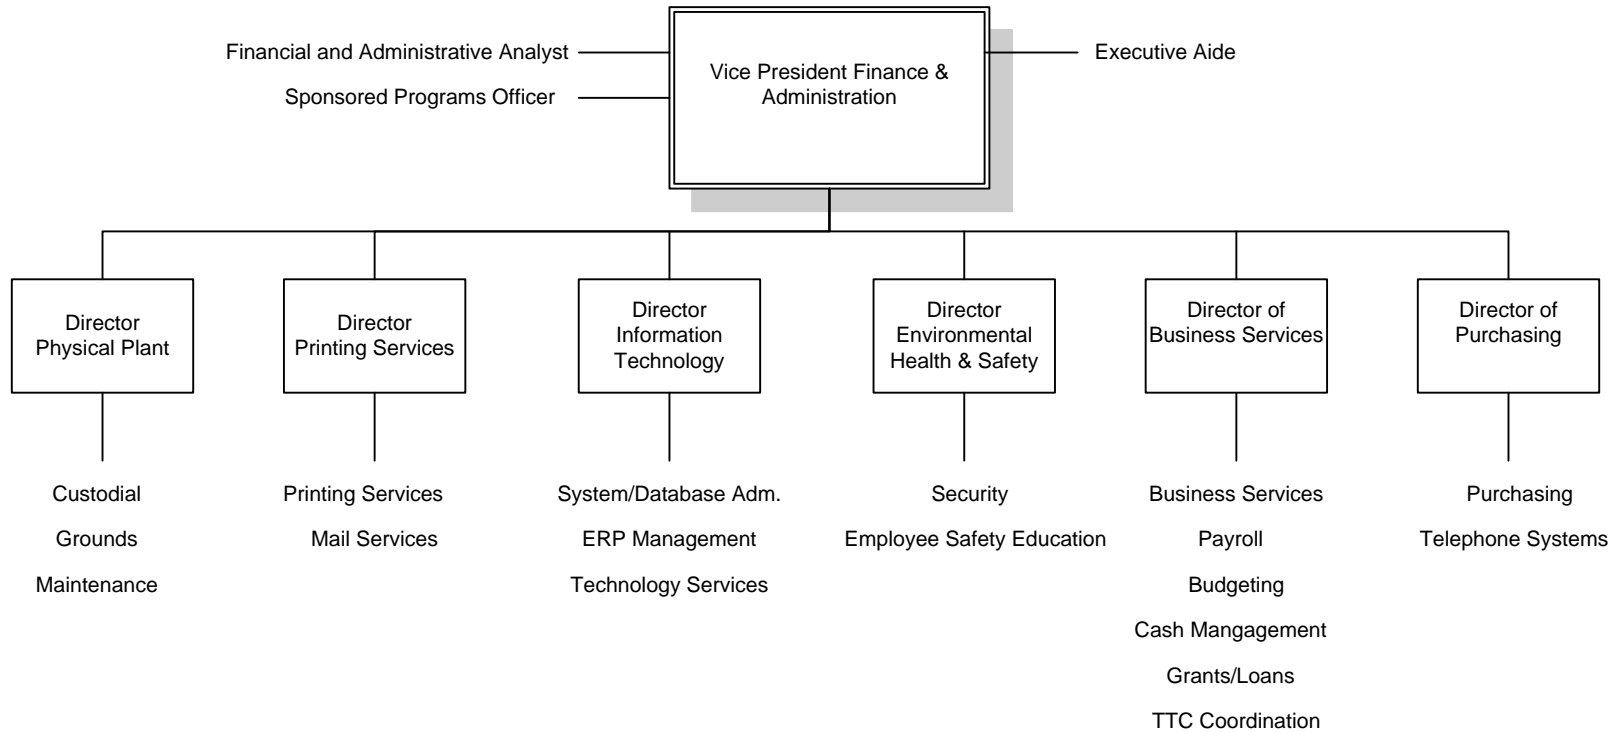 Financial and Administrative Analyst
Sponsored Programs Officer
Vice President Finance &
Administration
Executive Aide
Director
Physical Plant
Director
Printing Services
Director
Information
Technology
Director
Environmental
Health & Safety
Director of
Business Services
Director of
Purchasing
Custodial
Grounds
Maintenance
Printing Services
Mail Services
System/Database Adm.
ERP Management
Technology Services
Security
Employee Safety Education
Business Services
Payroll
Budgeting
Cash Mangagement
Grants/Loans
TTC Coordination
Purchasing
Telephone Systems